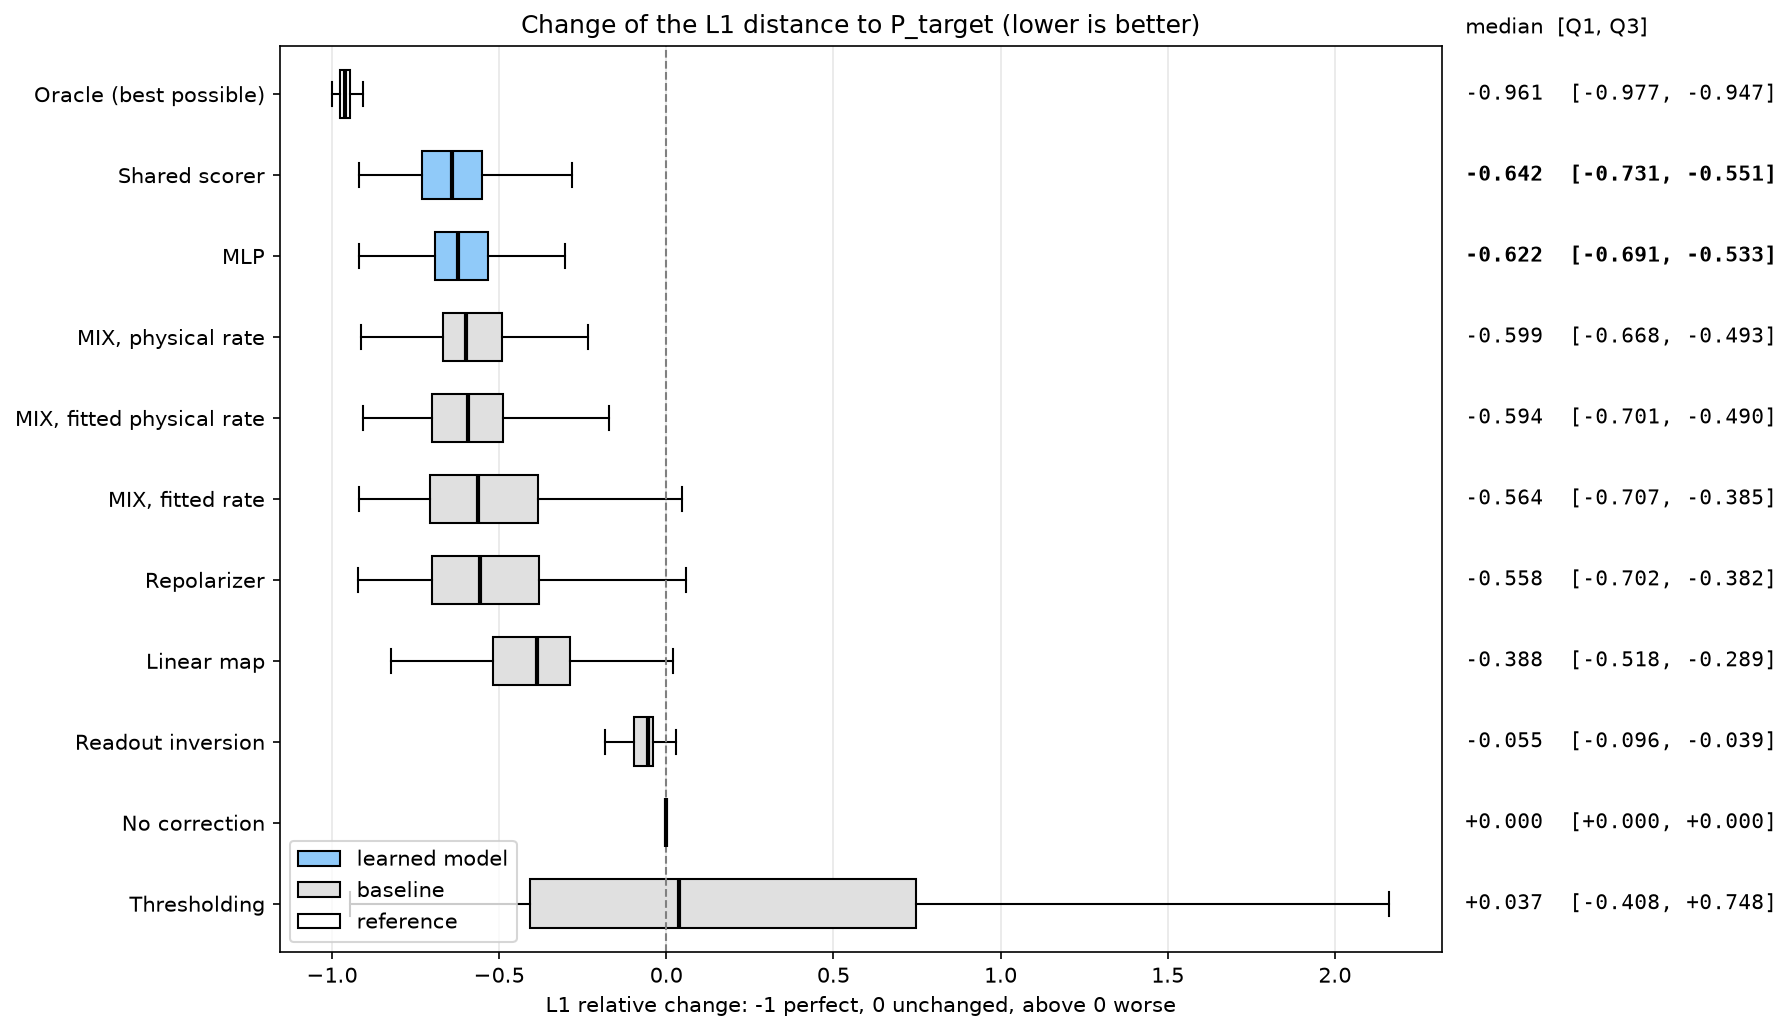 Change of the L1 distance to P_target (lower is better)
median [Q1, Q3]
Oracle (best possible) -0.961 [-0.977, -0.947]
Shared scorer -0.642 [-0.731, -0.551]
MLP -0.622 [-0.691, -0.533]
MIX, physical rate -0.599 [-0.668, -0.493]
MIX, fitted physical rate -0.594 [-0.701, -0.490]
MIX, fitted rate -0.564 [-0.707, -0.385]
Repolarizer -0.558 [-0.702, -0.382]
Linear map -0.388 [-0.518, -0.289]
Readout inversion -0.055 [-0.096, -0.039]
No correction +0.000 [+0.000, +0.000]
Thresholding +0.037 [-0.408, +0.748]
learned model
baseline
reference
−1.0 −0.5 0.0 0.5 1.0 1.5 2.0
L1 relative change: -1 perfect, 0 unchanged, above 0 worse